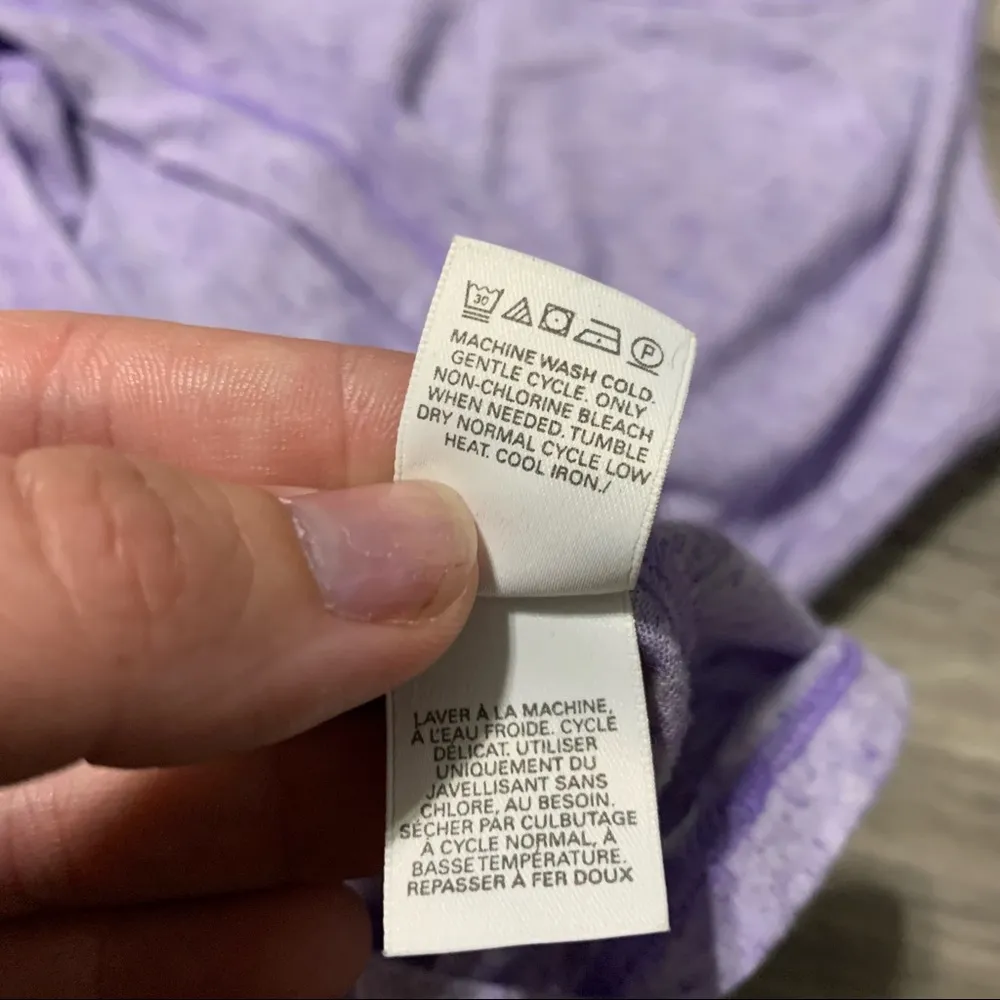 30 P
MACHINE WASH COLD.
GENTLE CYCLE. ONLY
NON-CHLORINE BLEACH
WHEN NEEDED. TUMBLE
DRY NORMAL CYCLE LOW
HEAT. COOL IRON./
LAVER À LA MACHINE,
À L'EAU FROIDE. CYCLE
DÉLICAT. UTILISER
UNIQUEMENT DU
JAVELLISANT SANS
CHLORE, AU BESOIN.
SÉCHER PAR CULBUTAGE
À CYCLE NORMAL, À
BASSE TEMPÉRATURE.
REPASSER À FER DOUX